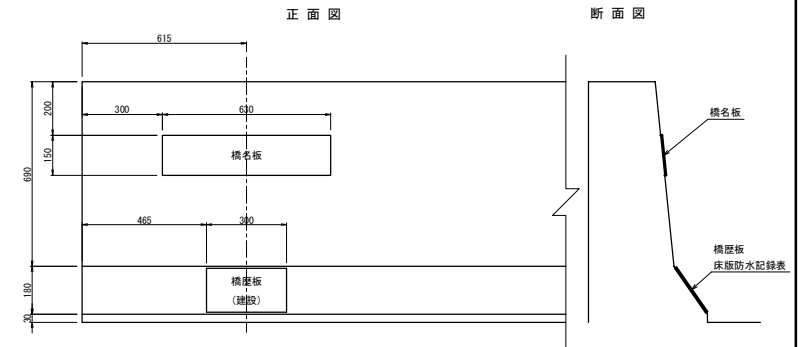 正面図
断面図
615
300
630
200
150
690
橋名板
橋名板
465
300
橋歴板
(建設)
180
30
橋歴板
床版防水記録表